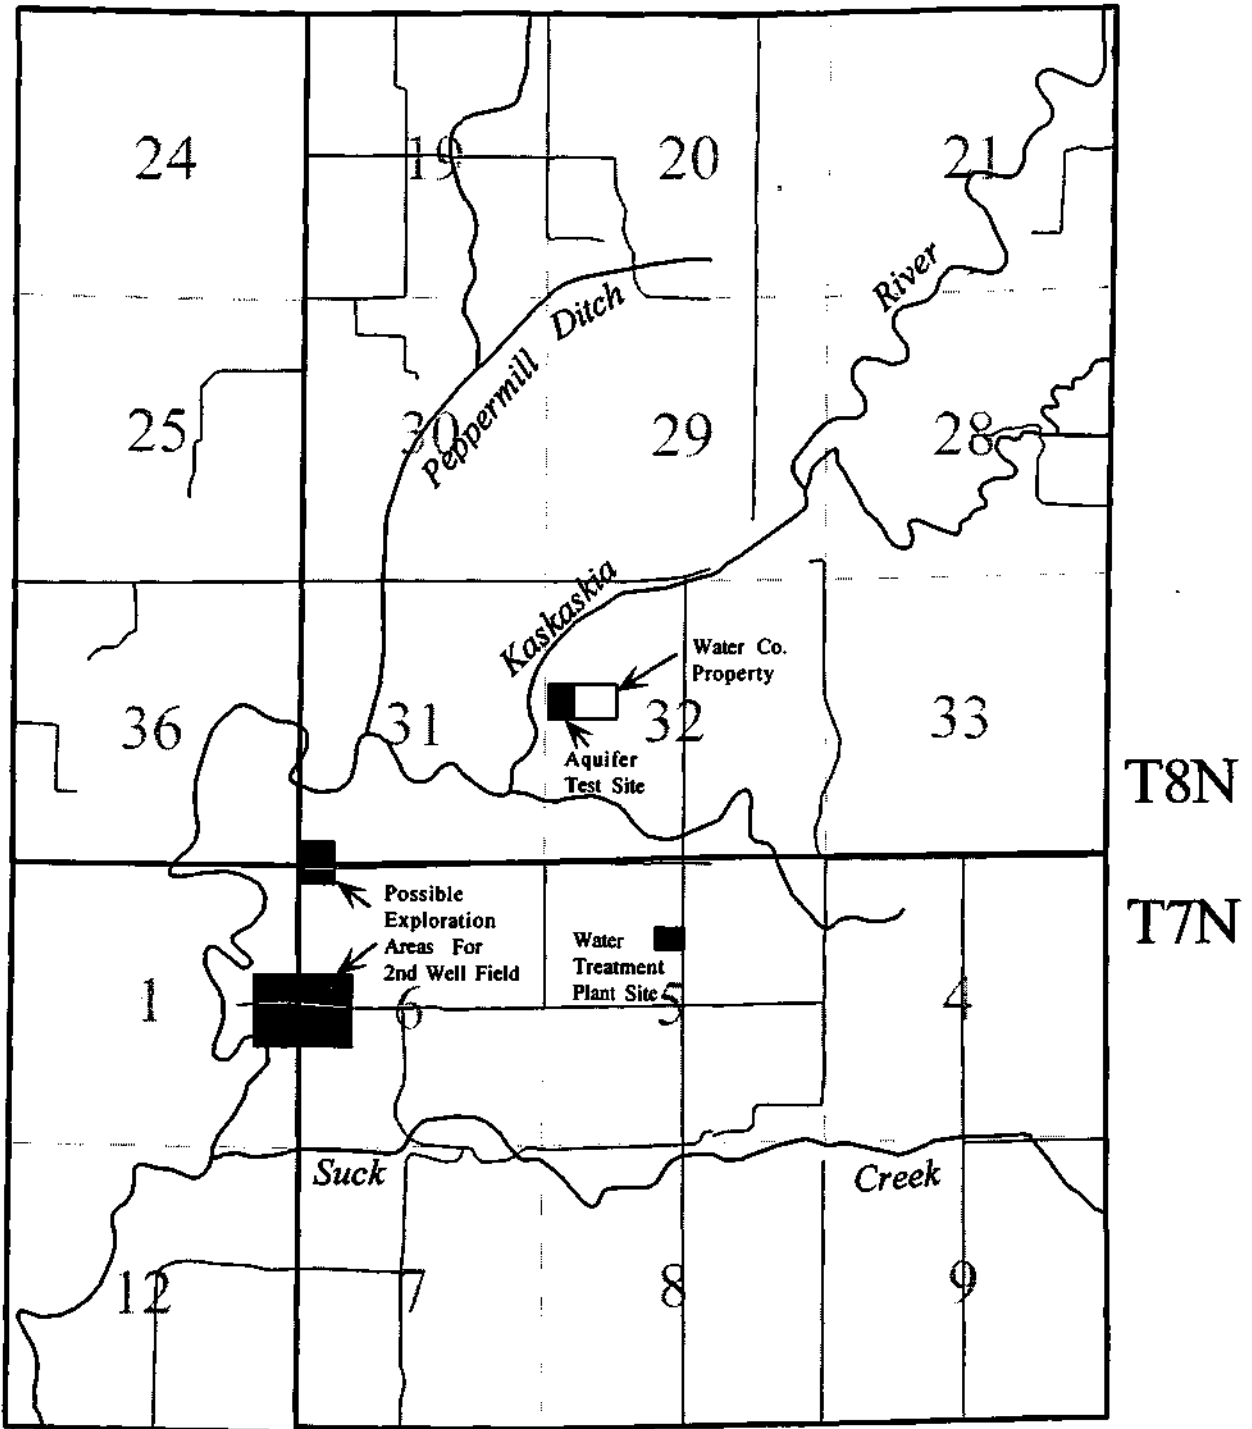 24
19
20
21
River
Ditch
Peppermill
25
30
29
28
Kaskaskia
Water Co.
Property
36
31
32
33
Aquifer
Test Site
T8N
Possible
Exploration
Areas For
2nd Well Field
Water
Treatment
Plant Site
T7N
1
6
5
4
Suck
Creek
12
7
8
9